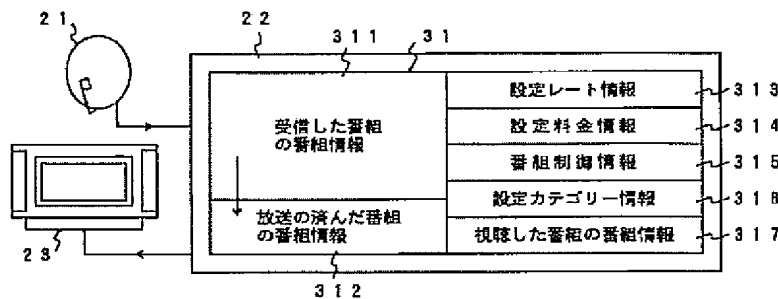 21
22
311
31
受信した番組
の番組情報
放送の済んだ番組
の番組情報
設定レート情報
設定料金情報
番組制御情報
設定カテゴリー情報
視聴した番組の番組情報
313
314
315
316
317
23
312